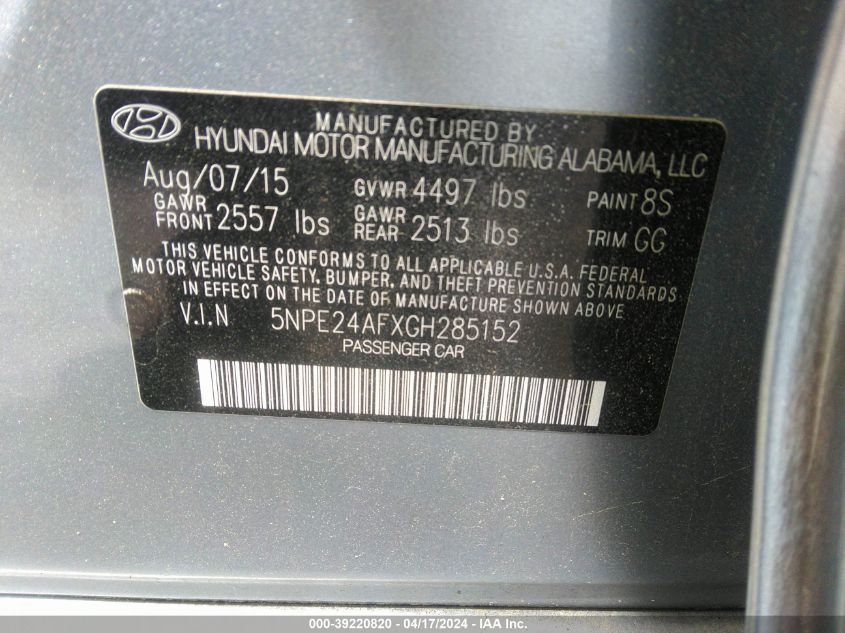 MANUFACTURED BY
HYUNDAI MOTOR MANUFACTURING ALABAMA, LLC
Aug/07/15 GVWR 4497 lbs PAINT 8S
GAWR FRONT 2557 lbs GAWR REAR 2513 lbs TRIM GG
THIS VEHICLE CONFORMS TO ALL APPLICABLE U.S.A. FEDERAL
MOTOR VEHICLE SAFETY, BUMPER, AND THEFT PREVENTION STANDARDS
IN EFFECT ON THE DATE OF MANUFACTURE SHOWN ABOVE
V.I.N 5NPE24AFXGH285152
PASSENGER CAR
000-39220820 - 04/17/2024 - IAAI.com